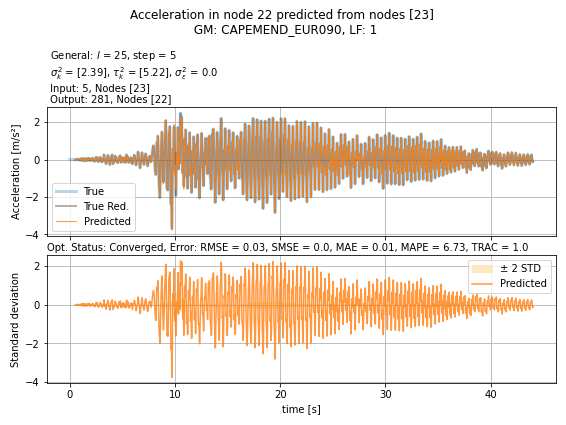 Acceleration in node 22 predicted from nodes [23]
GM: CAPEMEND_EUR090, LF: 1
General: l = 25, step = 5
σ²ₖ = [2.39], τ²ₖ = [5.22], σ²ₑ = 0.0
Input: 5, Nodes [23]
Output: 281, Nodes [22]
Acceleration [m/s²]
2
0
−2
−4
True
True Red.
Predicted
Opt. Status: Converged, Error: RMSE = 0.03, SMSE = 0.0, MAE = 0.01, MAPE = 6.73, TRAC = 1.0
Standard deviation
2
0
−2
−4
± 2 STD
Predicted
0 10 20 30 40
time [s]